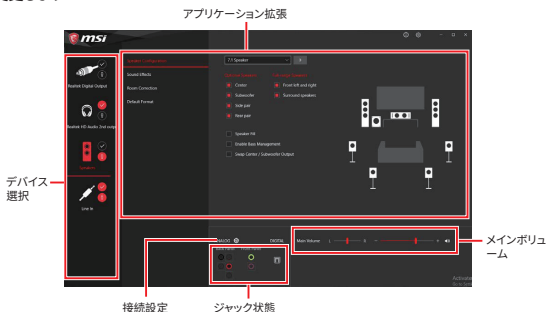 アプリケーション拡張
msi
7.1 Speaker
Speaker Configuration
Sound Effects
Room Correction
Default Format
Center
Subwoofer
Side pair
Rear pair
Front left and right
Surround speakers
Speaker Fill
Enable Bass Management
Swap Center / Subwoofer Output
Realtek Digital Output
Realtek HD Audio 2nd output
Speakers
Line in
デバイス
選択
ANALOG
DIGITAL
Main Volume
L
R
メインボリュ
ーム
接続設定
ジャック状態